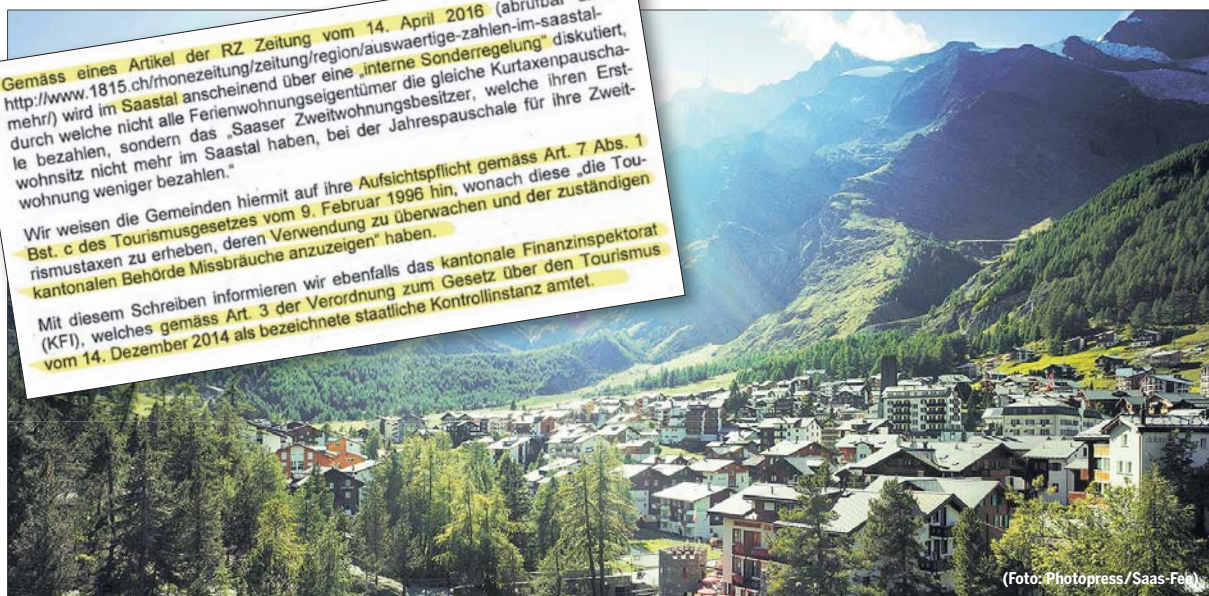 Gemäss eines Artikel der RZ Zeitung vom 14. April 2016 (abrufbar
http://www.1815.ch/rhonezeitung/zeitung/region/auswaertige-zahlen-im-saastal-
mehr/) wird im Saastal anscheinend über eine „interne Sonderregelung“ diskutiert,
durch welche nicht alle Ferienwohnungseigentümer die gleiche Kurtaxenpauscha-
le bezahlen, sondern das „Saaser Zweitwohnungsbesitzer, welche ihren Erst-
wohnsitz nicht mehr im Saastal haben, bei der Jahrespauschale für ihre Zweit-
wohnung weniger bezahlen.“
Wir weisen die Gemeinden hiermit auf ihre Aufsichtspflicht gemäss Art. 7 Abs. 1
Bst. c des Tourismusgesetzes vom 9. Februar 1996 hin, wonach diese „die Tou-
rismustaxen zu erheben, deren Verwendung zu überwachen und der zuständigen
kantonalen Behörde Missbräuche anzuzeigen“ haben.
Mit diesem Schreiben informieren wir ebenfalls das kantonale Finanzinspektorat
(KFI), welches gemäss Art. 3 der Verordnung zum Gesetz über den Tourismus
vom 14. Dezember 2014 als bezeichnete staatliche Kontrollinstanz amtet.
(Foto: Photopress/Saas-Fee)